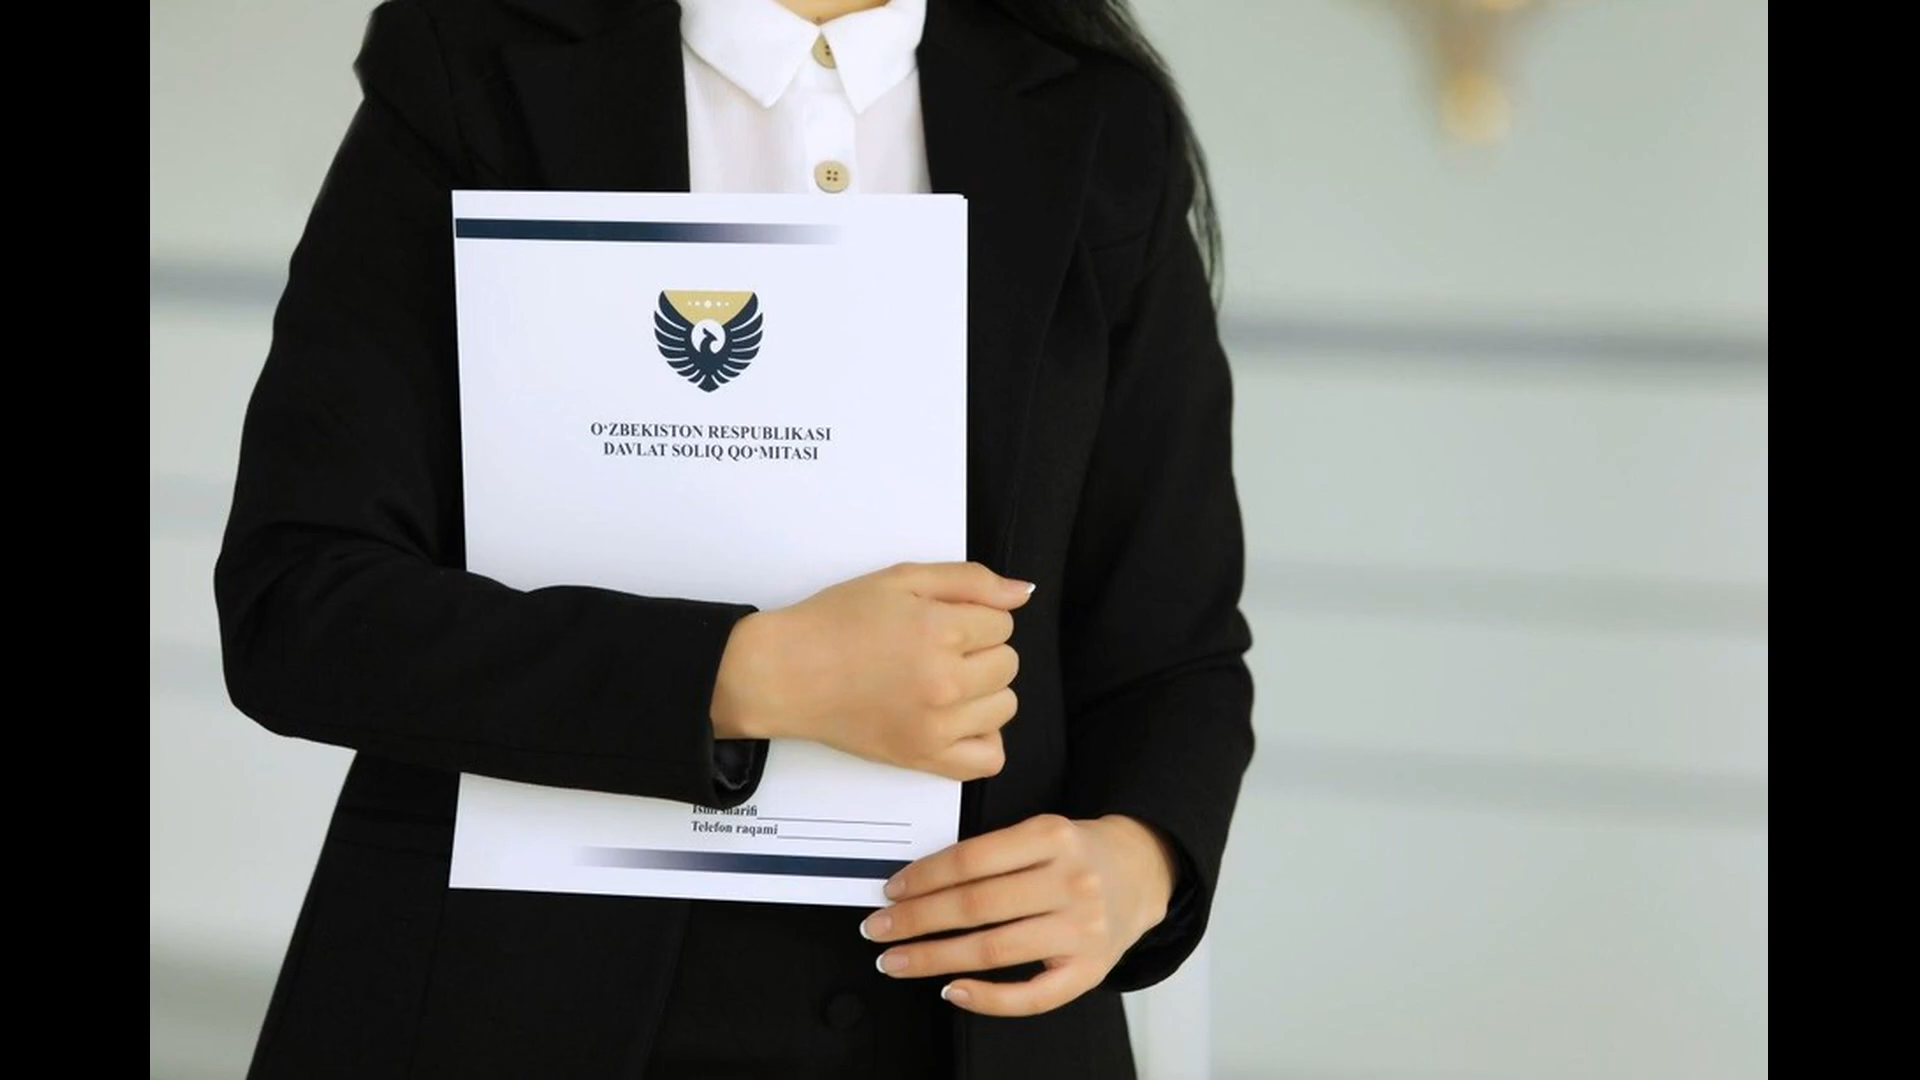 O‘ZBEKISTON RESPUBLIKASI
DAVLAT SOLIQ QO‘MITASI
Telefon raqami